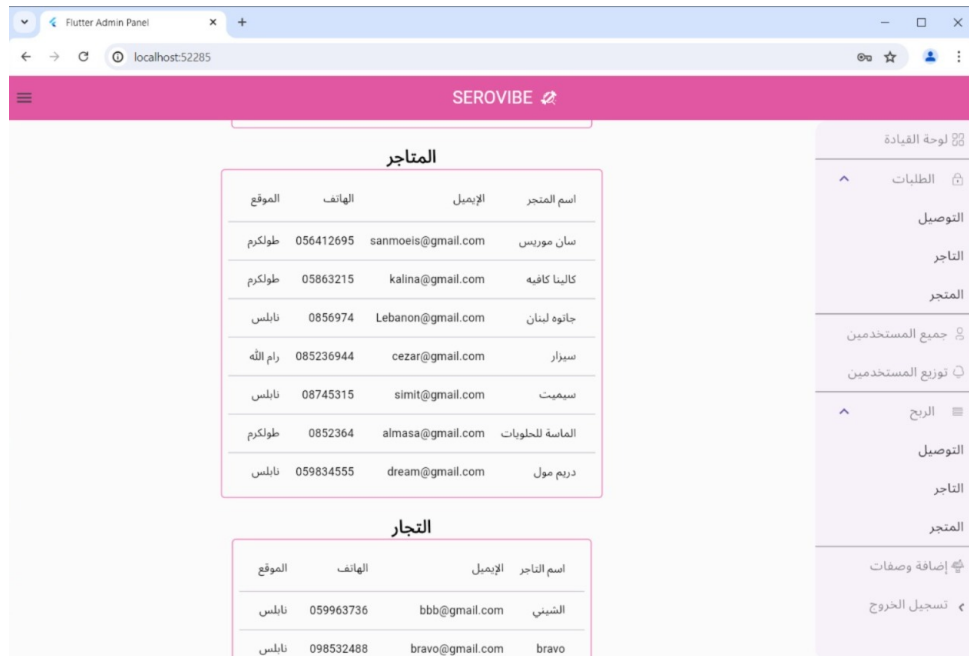 Flutter Admin Panel
localhost:52285
SEROVIBE
لوحة القيادة
الطلبات
التوصيل
التاجر
المتجر
جميع المستخدمين
توزيع المستخدمين
الربح
التوصيل
التاجر
المتجر
إضافة وصفات
تسجيل الخروج
المتاجر
اسم المتجر الإيميل الهاتف الموقع
سان موريس sanmoeis@gmail.com 056412695 طولكرم
كالينا كافيه kalina@gmail.com 05863215 طولكرم
جاتوه لبنان Lebanon@gmail.com 0856974 نابلس
سيزار cezar@gmail.com 085236944 رام الله
سيميت simit@gmail.com 08745315 نابلس
الماسة للحلويات almasa@gmail.com 0852364 طولكرم
دريم مول dream@gmail.com 059834555 نابلس
التجار
اسم التاجر الإيميل الهاتف الموقع
الشيني bbb@gmail.com 059963736 نابلس
bravo bravo@gmail.com 098532488 نابلس